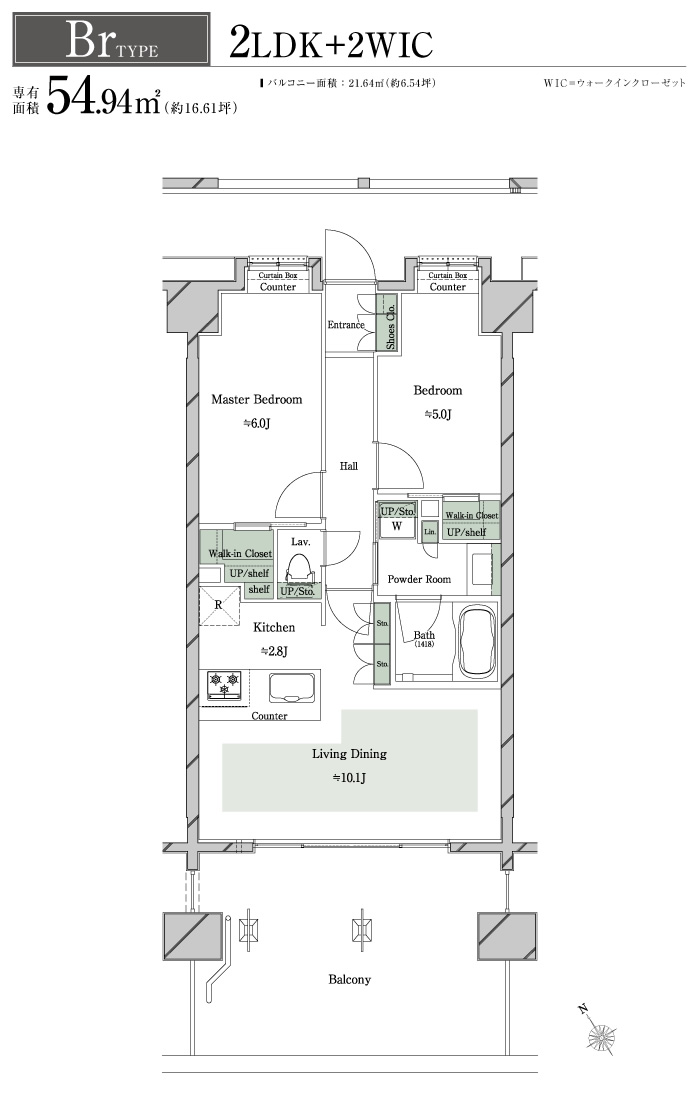 Br TYPE
2LDK+2WIC
専有面積 54.94㎡(約16.61坪)
バルコニー面積：21.64㎡(約6.54坪)
WIC=ウォークインクローゼット
Curtain Box
Counter
Curtain Box
Counter
Entrance
Shoes Clo.
Master Bedroom
≒6.0J
Bedroom
≒5.0J
Hall
UP/Sto.
W
Lin.
Walk-in Closet
UP/shelf
Lav.
UP/Sto.
Walk-in Closet
UP/shelf
shelf
R
Powder Room
Kitchen
≒2.8J
Sto.
Sto.
Bath
(1418)
Counter
Living Dining
≒10.1J
Balcony
N